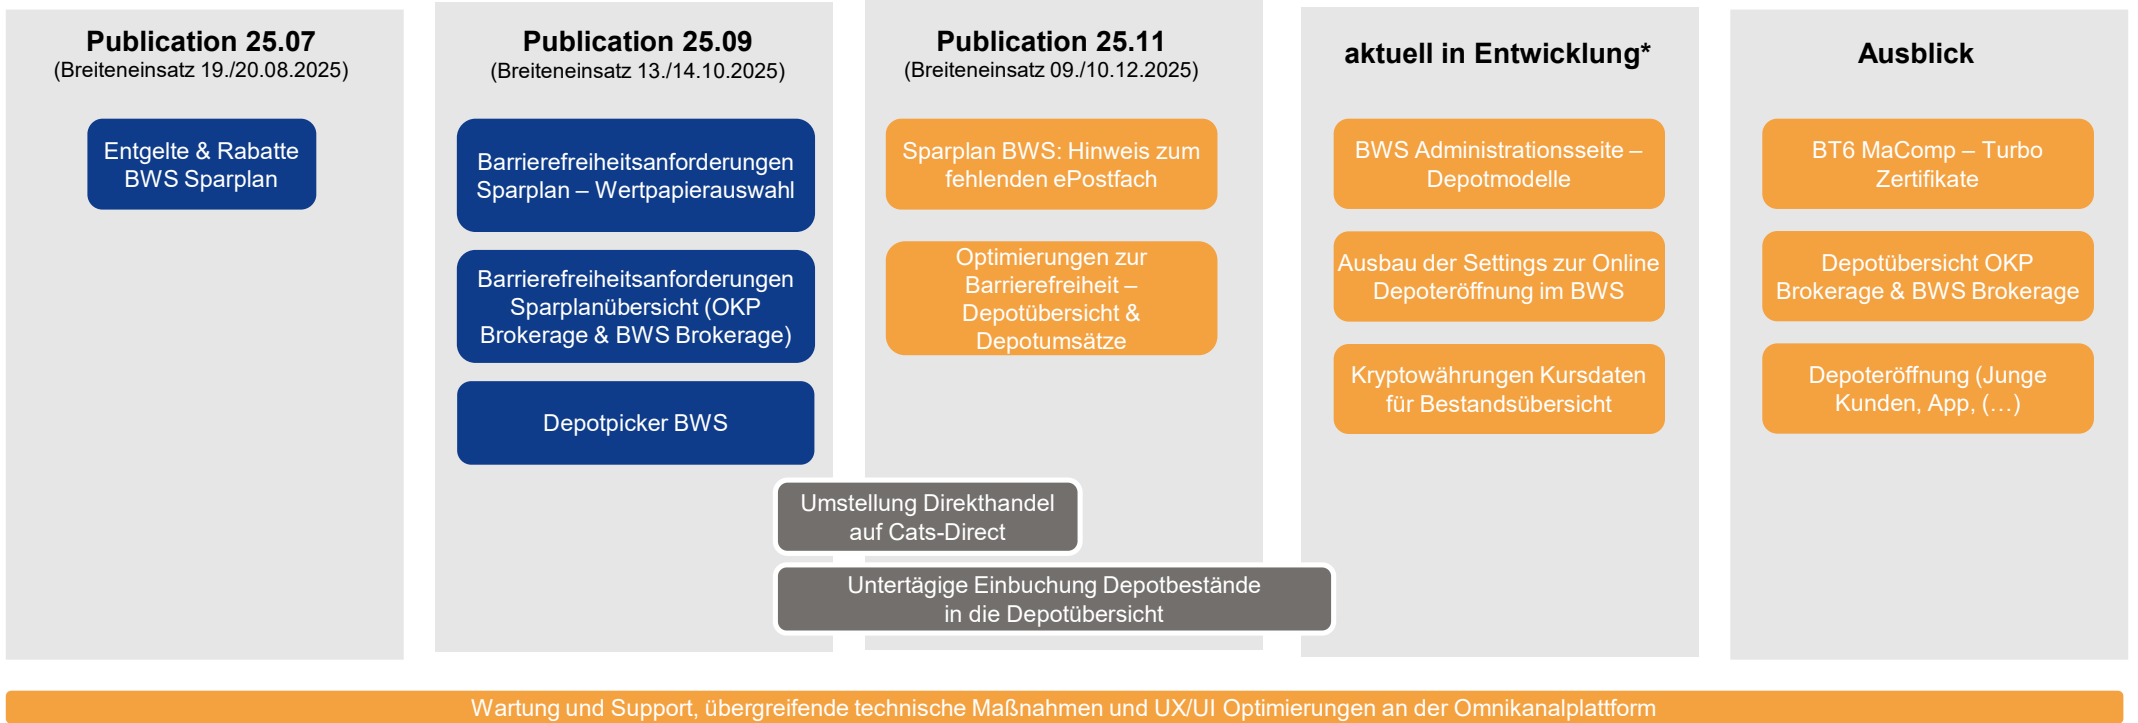 Publication 25.07
(Breiteneinsatz 19./20.08.2025)
Entgelte & Rabatte
BWS Sparplan
Publication 25.09
(Breiteneinsatz 13./14.10.2025)
Barrierefreiheitsanforderungen
Sparplan – Wertpapierauswahl
Barrierefreiheitsanforderungen
Sparplanübersicht (OKP
Brokerage & BWS Brokerage)
Depotpicker BWS
Publication 25.11
(Breiteneinsatz 09./10.12.2025)
Sparplan BWS: Hinweis zum
fehlenden ePostfach
Optimierungen zur
Barrierefreiheit –
Depotübersicht &
Depotumsätze
Umstellung Direkthandel
auf Cats-Direct
Untertägige Einbuchung Depotbestände
in die Depotübersicht
aktuell in Entwicklung*
BWS Administrationsseite –
Depotmodelle
Ausbau der Settings zur Online
Depoteröffnung im BWS
Kryptowährungen Kursdaten
für Bestandsübersicht
Ausblick
BT6 MaComp – Turbo
Zertifikate
Depotübersicht OKP
Brokerage & BWS Brokerage
Depoteröffnung (Junge
Kunden, App, (…)
Wartung und Support, übergreifende technische Maßnahmen und UX/UI Optimierungen an der Omnikanalplattform